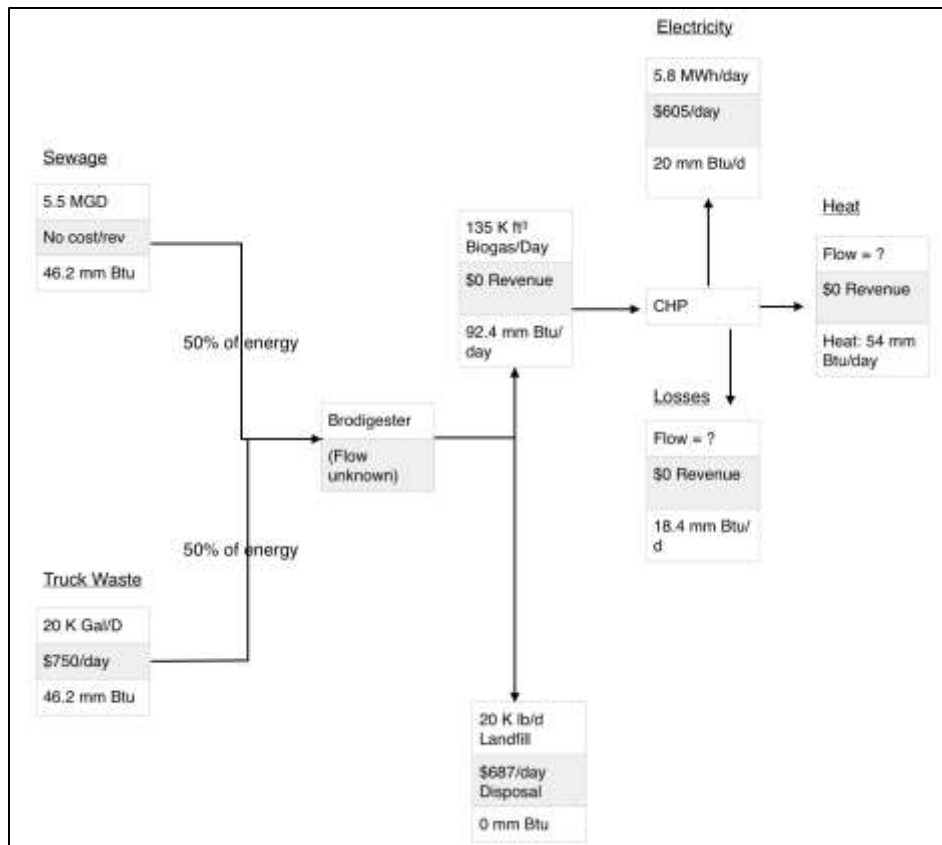 Electricity
5.8 MWh/day
$605/day
20 mm Btu/d
Sewage
5.5 MGD
No cost/rev
46.2 mm Btu
50% of energy
135 K ft³
Biogas/Day
$0 Revenue
92.4 mm Btu/
day
CHP
Heat
Flow = ?
$0 Revenue
Heat: 54 mm
Btu/day
Losses
Flow = ?
$0 Revenue
18.4 mm Btu/
d
Brodigester
(Flow
unknown)
50% of energy
Truck Waste
20 K Gal/D
$750/day
46.2 mm Btu
20 K lb/d
Landfill
$687/day
Disposal
0 mm Btu